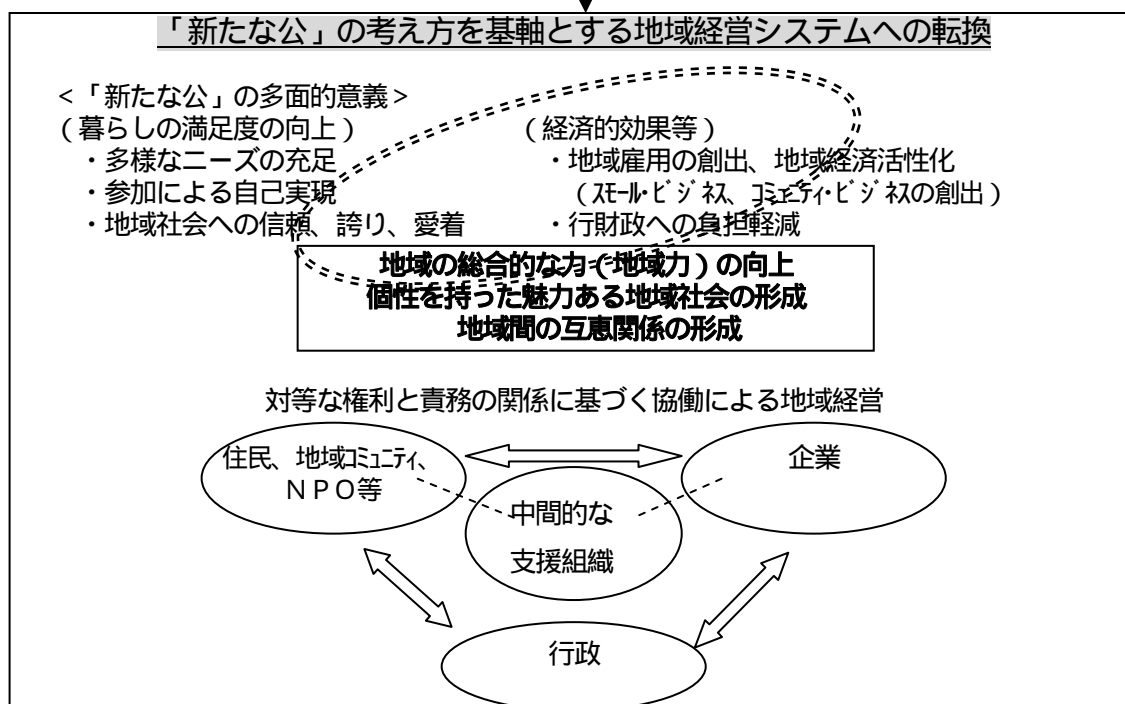 「新たな公」の考え方を基軸とする地域経営システムへの転換
<「新たな公」の多面的意義>
(暮らしの満足度の向上)
・多様なニーズの充足
・参加による自己実現
・地域社会への信頼、誇り、愛着
(経済的効果等)
・地域雇用の創出、地域経済活性化
(スモール・ビジネス、コミュニティ・ビジネスの創出)
・行財政への負担軽減
地域の総合的な力(地域力)の向上
個性を持った魅力ある地域社会の形成
地域間の互恵関係の形成
対等な権利と責務の関係に基づく協働による地域経営
住民、地域コミュニティ、
NPO等
企業
中間的な
支援組織
行政